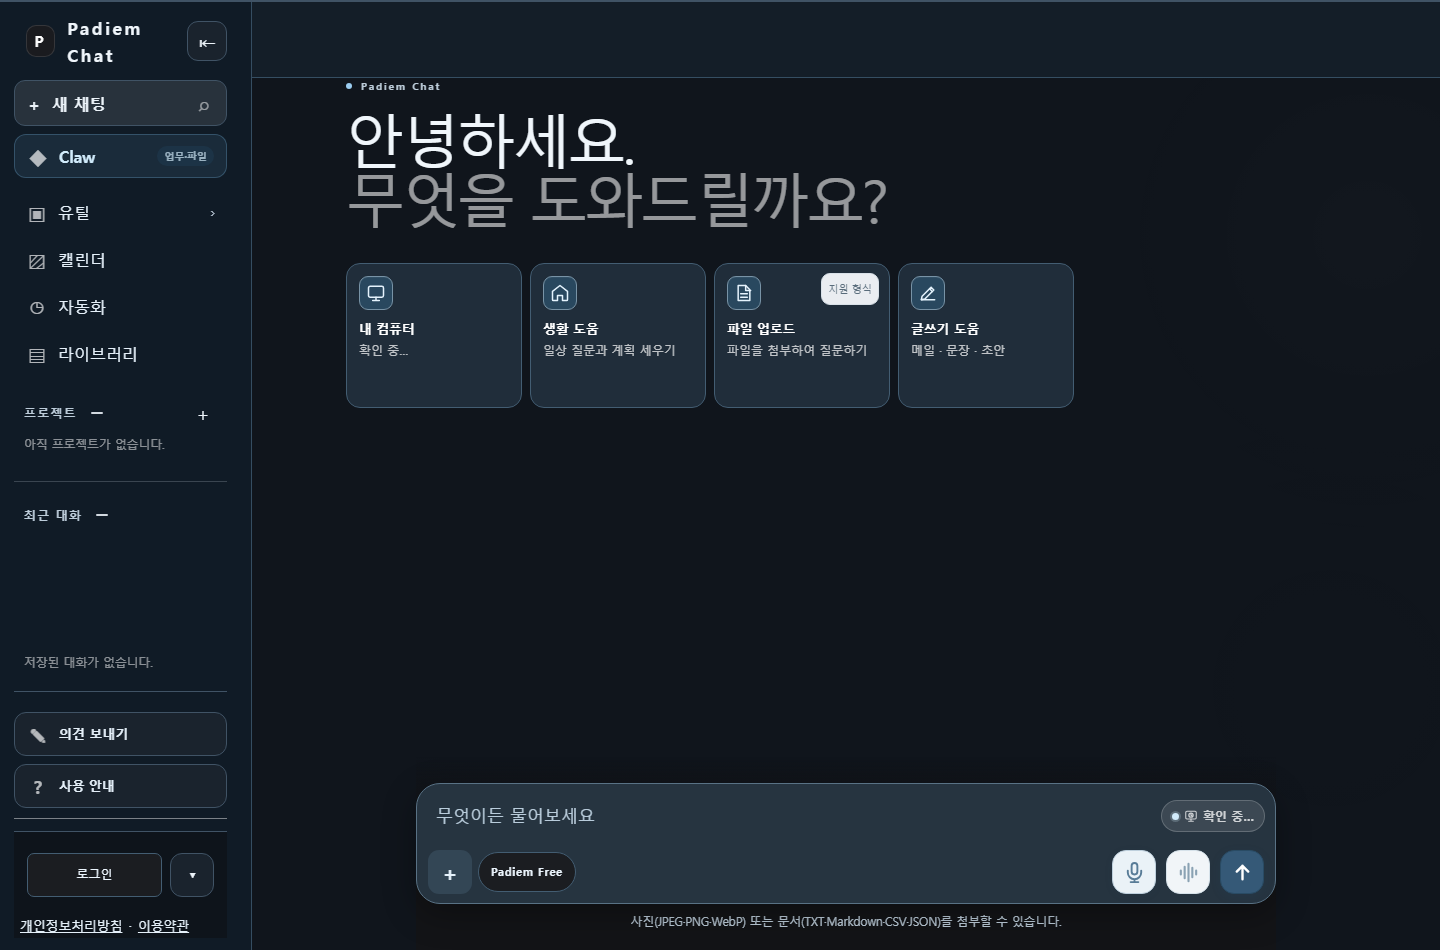 P
Padiem
Chat
새 채팅
Claw
업무·파일
유틸
캘린더
자동화
라이브러리
프로젝트
아직 프로젝트가 없습니다.
최근 대화
저장된 대화가 없습니다.
의견 보내기
? 사용 안내
로그인
개인정보처리방침 · 이용약관
Padiem Chat
안녕하세요.
무엇을 도와드릴까요?
내 컴퓨터
확인 중...
생활 도움
일상 질문과 계획 세우기
지원 형식
파일 업로드
파일을 첨부하여 질문하기
글쓰기 도움
메일 · 문장 · 초안
무엇이든 물어보세요
확인 중...
Padiem Free
사진(JPEG·PNG·WebP) 또는 문서(TXT·Markdown·CSV·JSON)를 첨부할 수 있습니다.